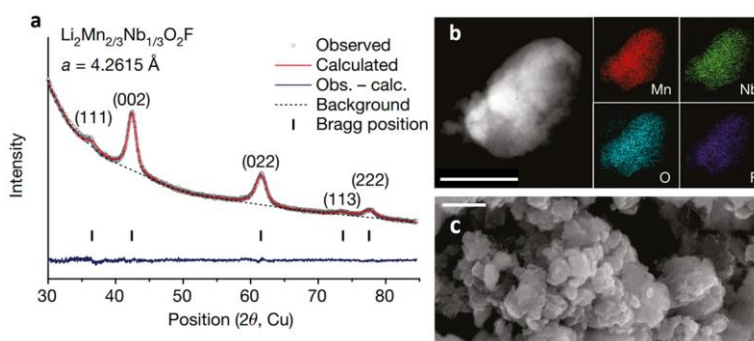 a
Li2Mn2/3Nb1/3O2F
a = 4.2615 Å
Observed
Calculated
Obs. – calc.
Background
Bragg position
(111)
(002)
(022)
(113)
(222)
Intensity
30 40 50 60 70 80
Position (2θ, Cu)
b
Mn
Nb
O
F
c